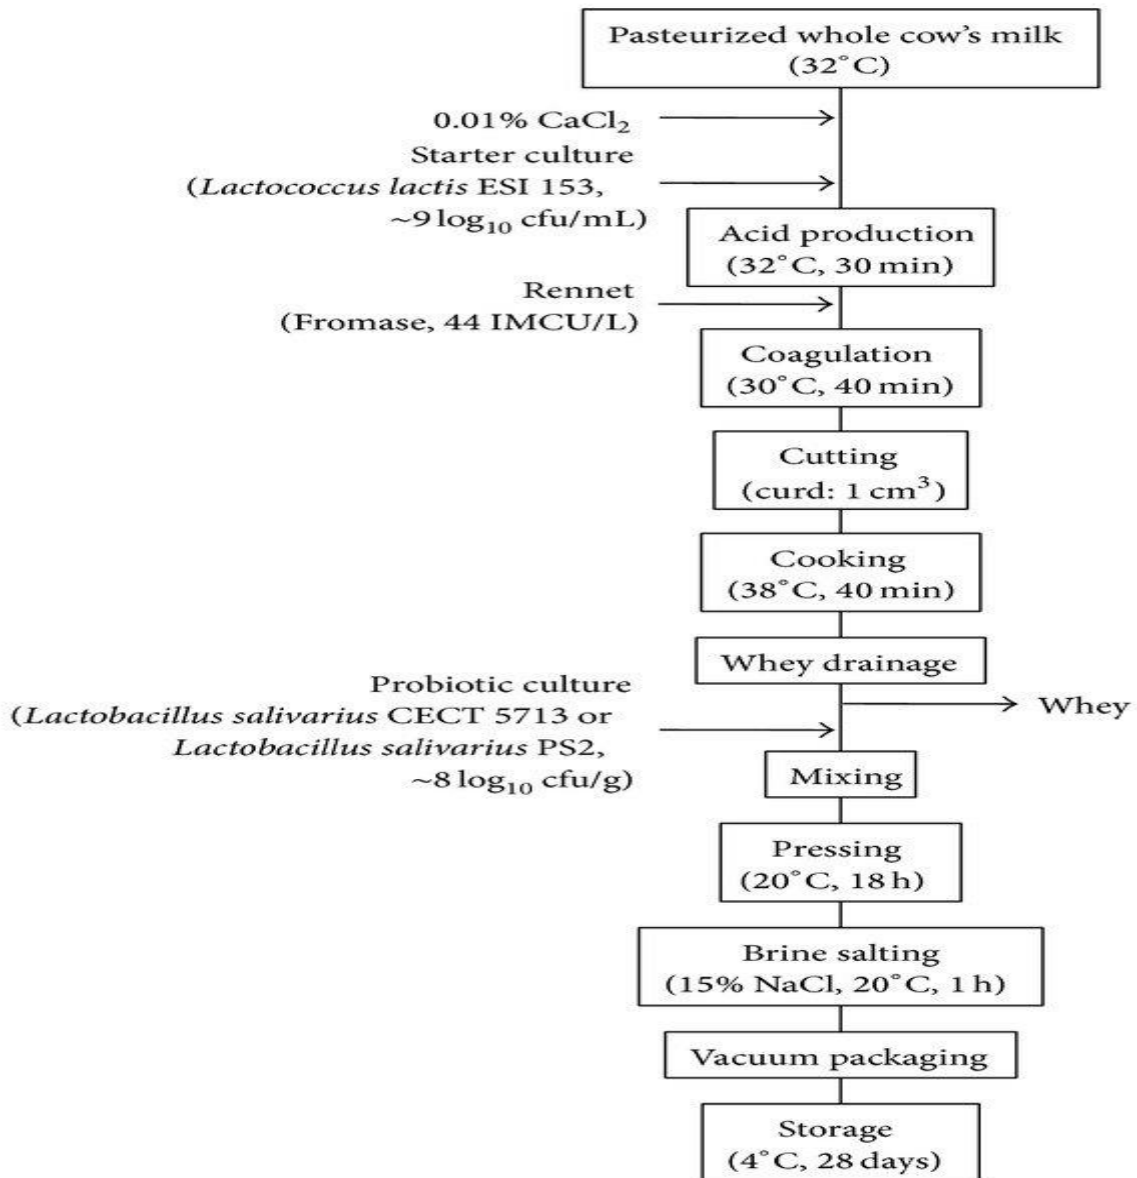 Pasteurized whole cow's milk
(32°C)
0.01% CaCl₂
Starter culture
(Lactococcus lactis ESI 153,
~9 log₁₀ cfu/mL)
Acid production
(32°C, 30 min)
Rennet
(Fromase, 44 IMCU/L)
Coagulation
(30°C, 40 min)
Cutting
(curd: 1 cm³)
Cooking
(38°C, 40 min)
Whey drainage
Whey
Probiotic culture
(Lactobacillus salivarius CECT 5713 or
Lactobacillus salivarius PS2,
~8 log₁₀ cfu/g)
Mixing
Pressing
(20°C, 18 h)
Brine salting
(15% NaCl, 20°C, 1 h)
Vacuum packaging
Storage
(4°C, 28 days)